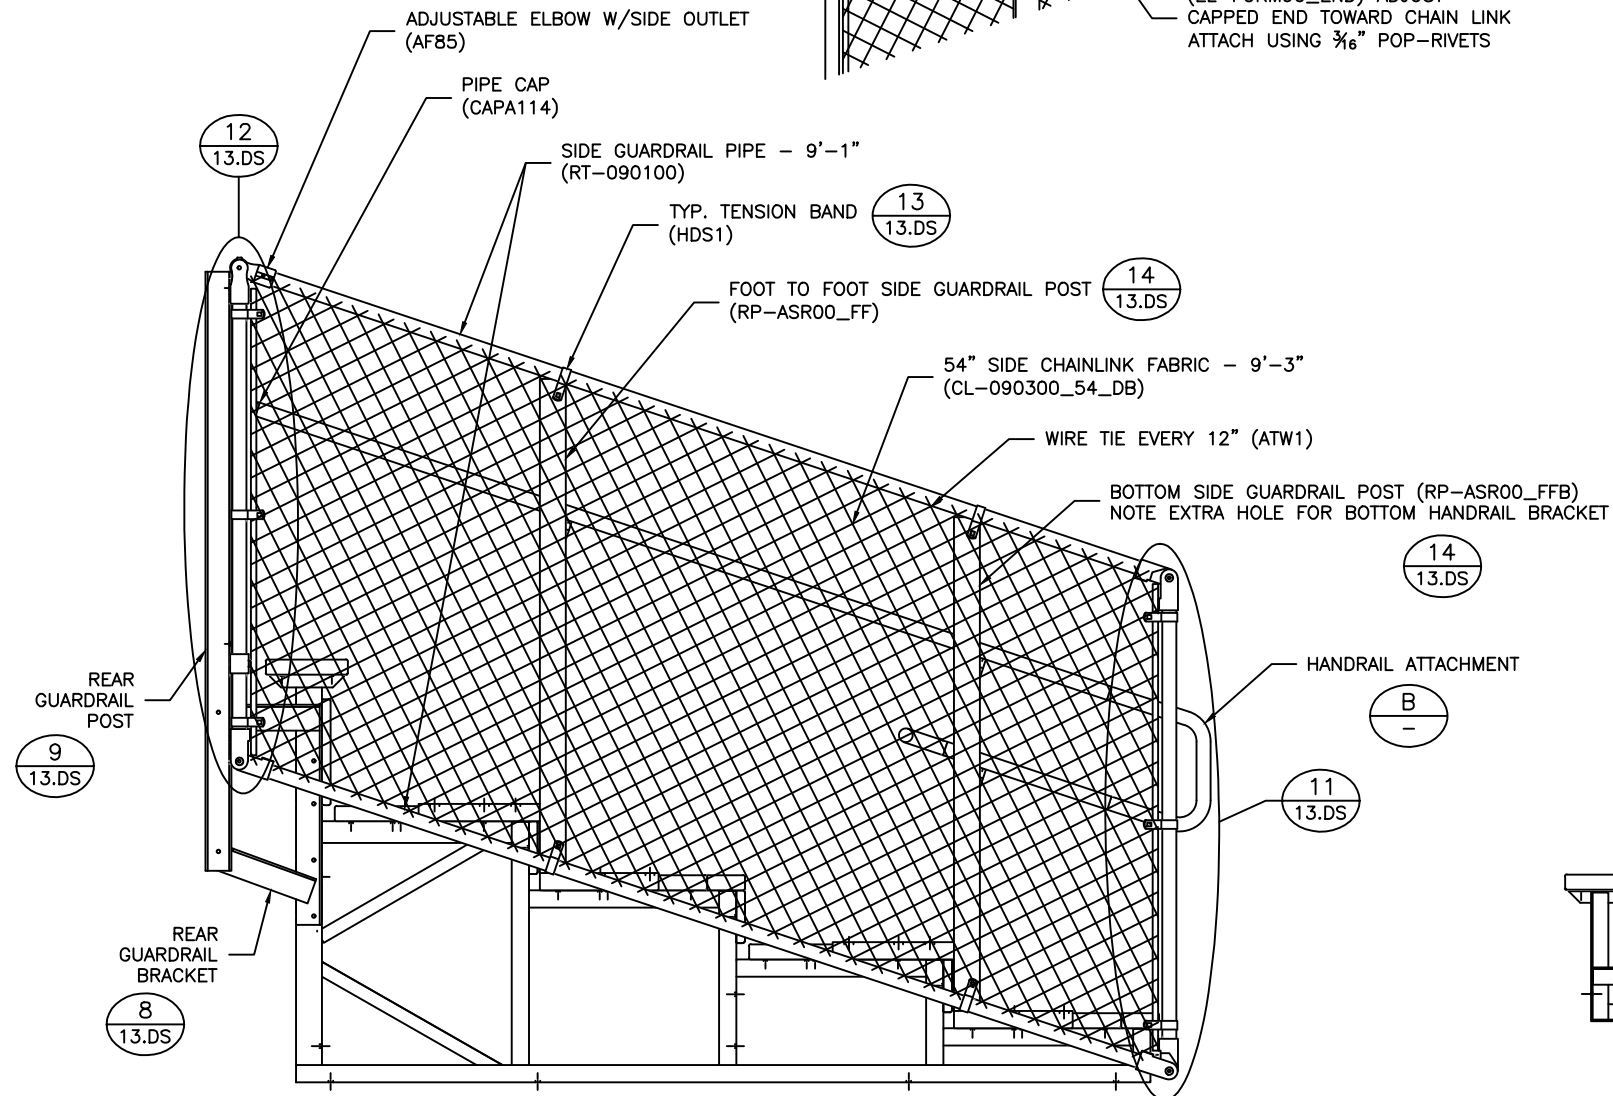 CAPPED END TOWARD CHAIN LINK
ATTACH USING 3/16" POP-RIVETS
ADJUSTABLE ELBOW W/SIDE OUTLET
(AF85)
PIPE CAP
(CAPA114)
12
13.DS
SIDE GUARDRAIL PIPE - 9'-1"
(RT-090100)
TYP. TENSION BAND
(HDS1)
13
13.DS
FOOT TO FOOT SIDE GUARDRAIL POST
(RP-ASR00_FF)
14
13.DS
54" SIDE CHAINLINK FABRIC - 9'-3"
(CL-090300_54_DB)
WIRE TIE EVERY 12" (ATW1)
BOTTOM SIDE GUARDRAIL POST (RP-ASR00_FFB)
NOTE EXTRA HOLE FOR BOTTOM HANDRAIL BRACKET
14
13.DS
HANDRAIL ATTACHMENT
B
-
REAR
GUARDRAIL
POST
9
13.DS
11
13.DS
REAR
GUARDRAIL
BRACKET
8
13.DS